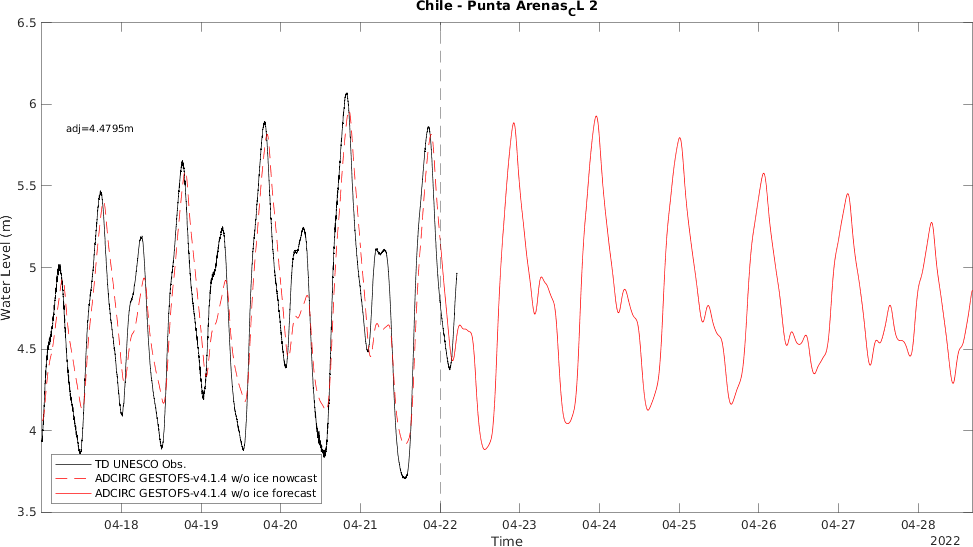 Chile - Punta Arenas_CL 2
6.5
6
5.5
5
4.5
4
3.5
Water Level (m)
adj=4.4795m
TD UNESCO Obs.
ADCIRC GESTOFS-v4.1.4 w/o ice nowcast
ADCIRC GESTOFS-v4.1.4 w/o ice forecast
04-18 04-19 04-20 04-21 04-22 04-23 04-24 04-25 04-26 04-27 04-28
Time
2022